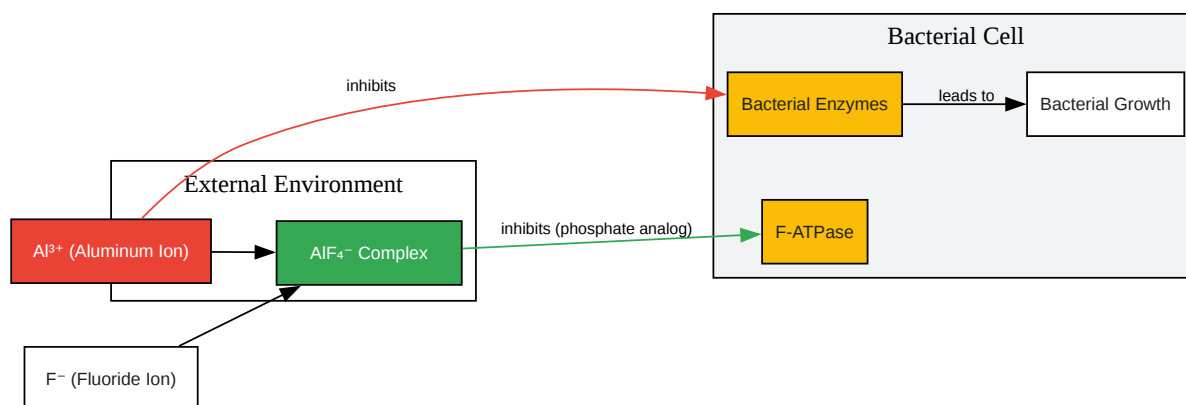 Bacterial Cell
inhibits
Bacterial Enzymes
leads to
Bacterial Growth
External Environment
Al³⁺ (Aluminum Ion)
AlF₄⁻ Complex
inhibits (phosphate analog)
F-ATPase
F⁻ (Fluoride Ion)